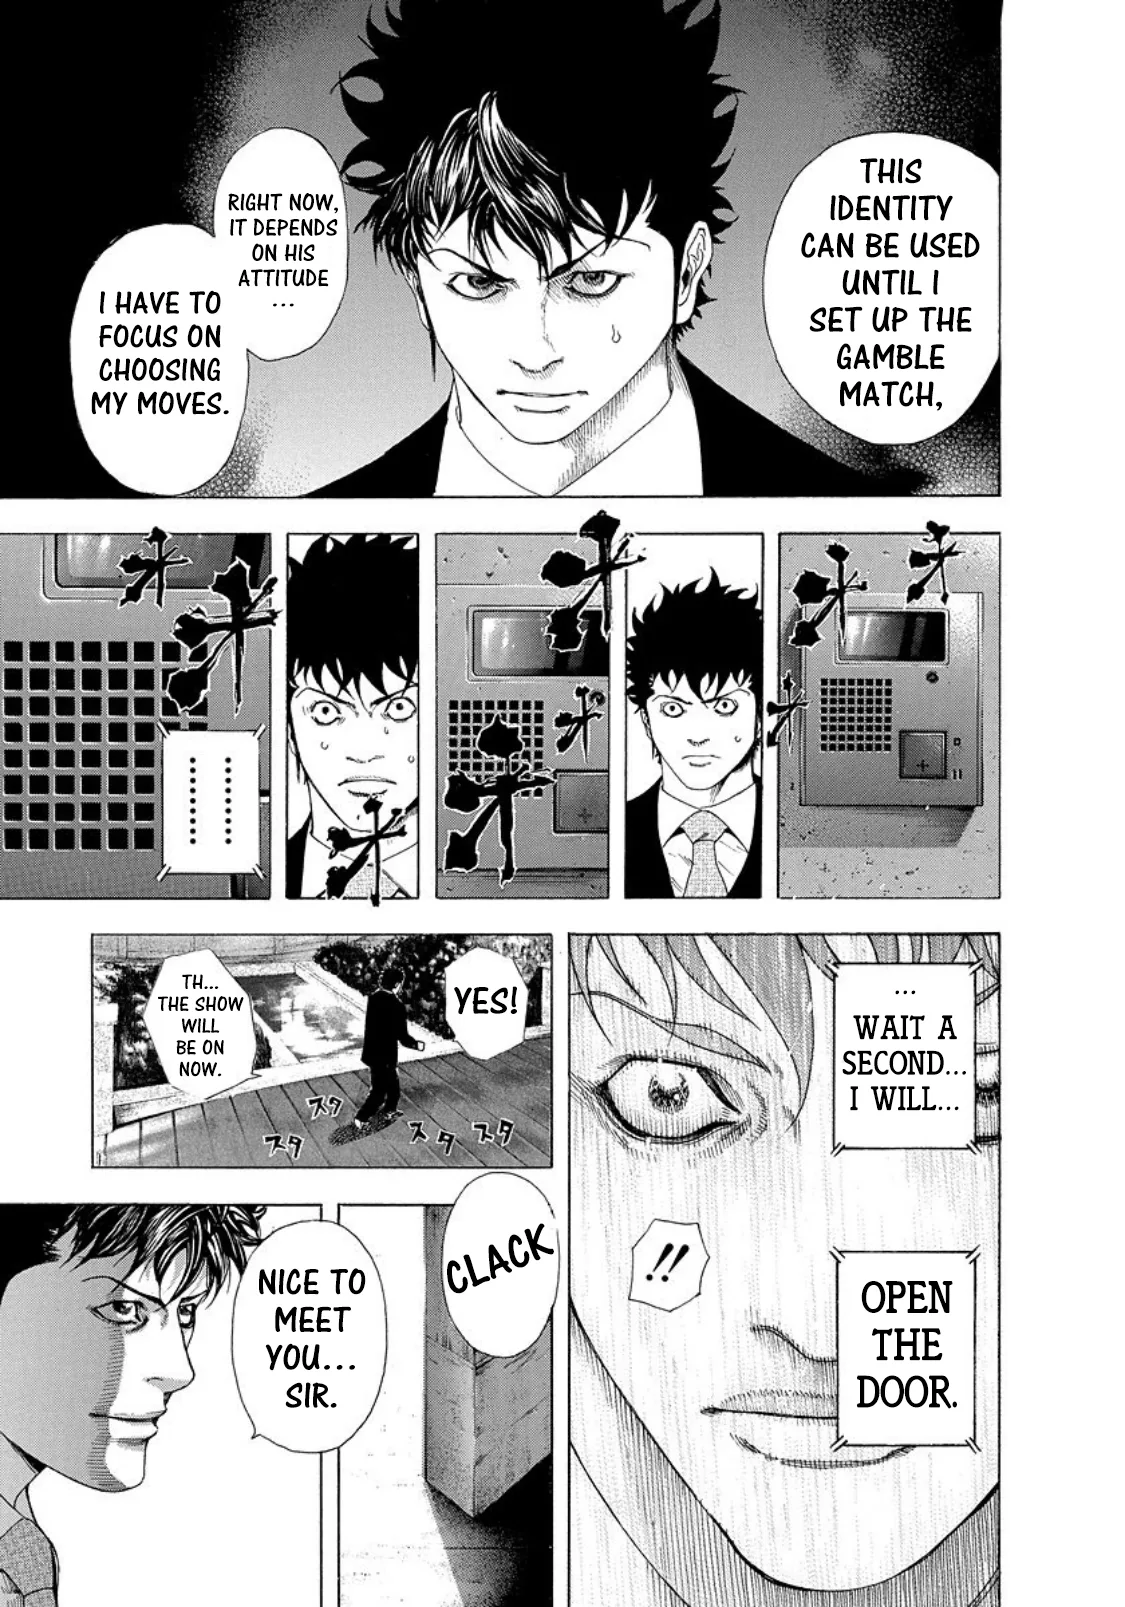 THIS
IDENTITY
CAN BE USED
UNTIL I
SET UP THE
GAMBLE
MATCH,
RIGHT NOW,
IT DEPENDS
ON HIS
ATTITUDE
...
I HAVE TO
FOCUS ON
CHOOSING
MY MOVES.
オ
オ
オ
オ
オ
オ
オ
オ
オ
............
...
WAIT A
SECOND...
I WILL...
!!
OPEN
THE
DOOR.
YES!
TH...
THE SHOW
WILL
BE ON
NOW.
スタ
スタ
スタ
スタ
CLACK
NICE TO
MEET
YOU...
SIR.